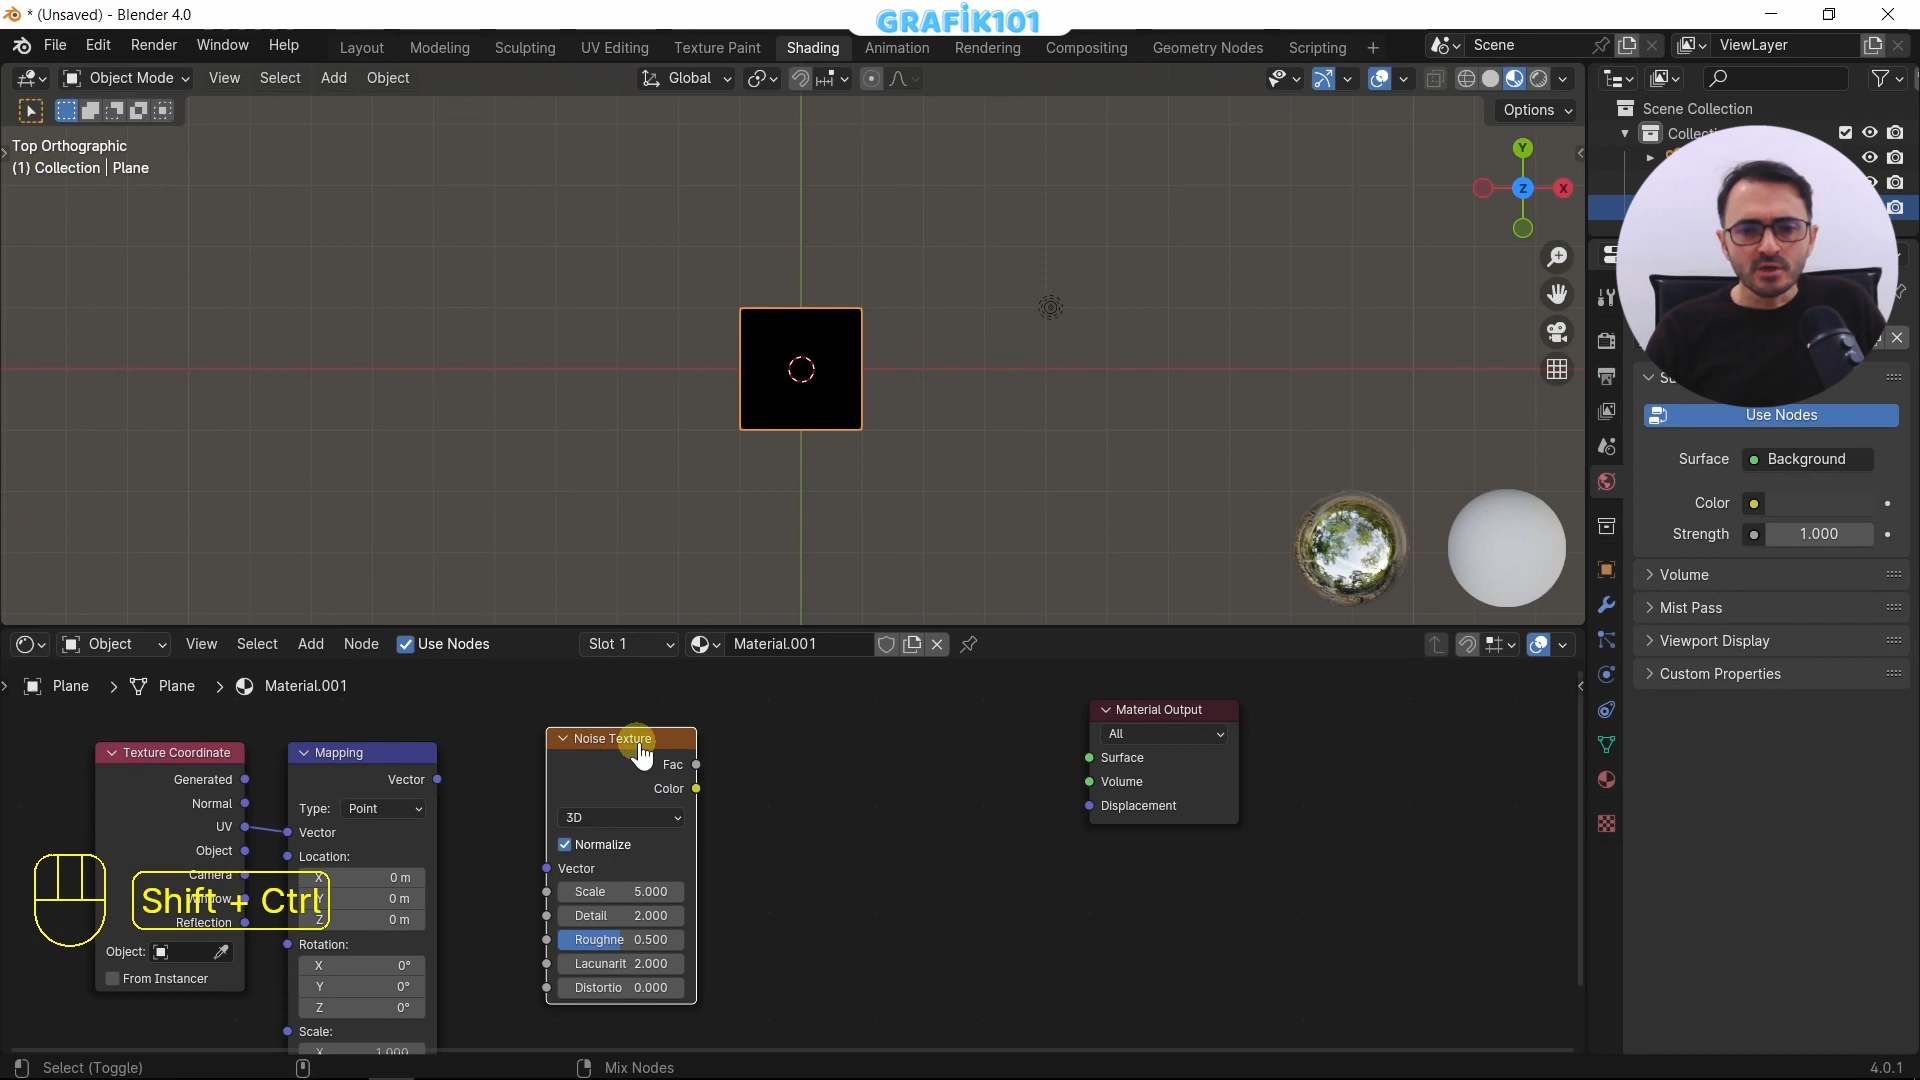 * (Unsaved) - Blender 4.0
GRAFİK101
File Edit Render Window Help
Layout Modeling Sculpting UV Editing Texture Paint Shading Animation Rendering Compositing Geometry Nodes Scripting +
Scene
ViewLayer
Object Mode View Select Add Object
Global
Options
Top Orthographic
(1) Collection | Plane
Y
Z
X
Scene Collection
Use Nodes
Surface Background
Color
Strength 1.000
Volume
Mist Pass
Viewport Display
Custom Properties
Object View Select Add Node Use Nodes
Slot 1
Material.001
Plane > Plane > Material.001
Texture Coordinate
Generated
Normal
UV
Object
Camera
Reflection
Object:
From Instancer
Shift + Ctrl
Mapping
Vector
Type: Point
Vector
Location:
X 0 m
0 m
Z 0 m
Rotation:
X 0°
Y 0°
Z 0°
Scale:
X 1.000
Noise Texture
Fac
Color
3D
Normalize
Vector
Scale 5.000
Detail 2.000
Roughne 0.500
Lacunarit 2.000
Distortio 0.000
Material Output
All
Surface
Volume
Displacement
Select (Toggle)
Mix Nodes
4.0.1